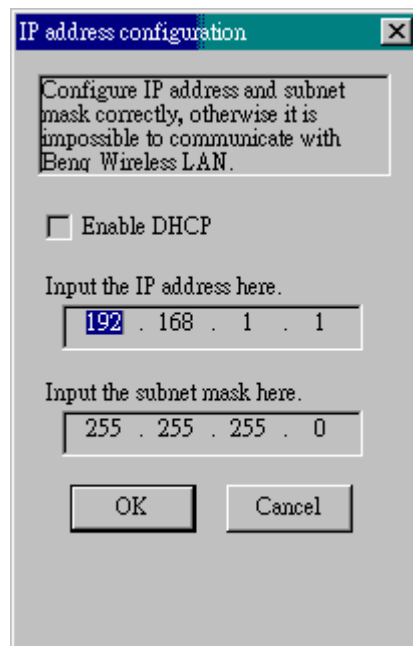 IP address configuration
Configure IP address and subnet
mask correctly, otherwise it is
impossible to communicate with
Benq Wireless LAN.
Enable DHCP
Input the IP address here.
192 . 168 . 1 . 1
Input the subnet mask here.
255 . 255 . 255 . 0
OK Cancel